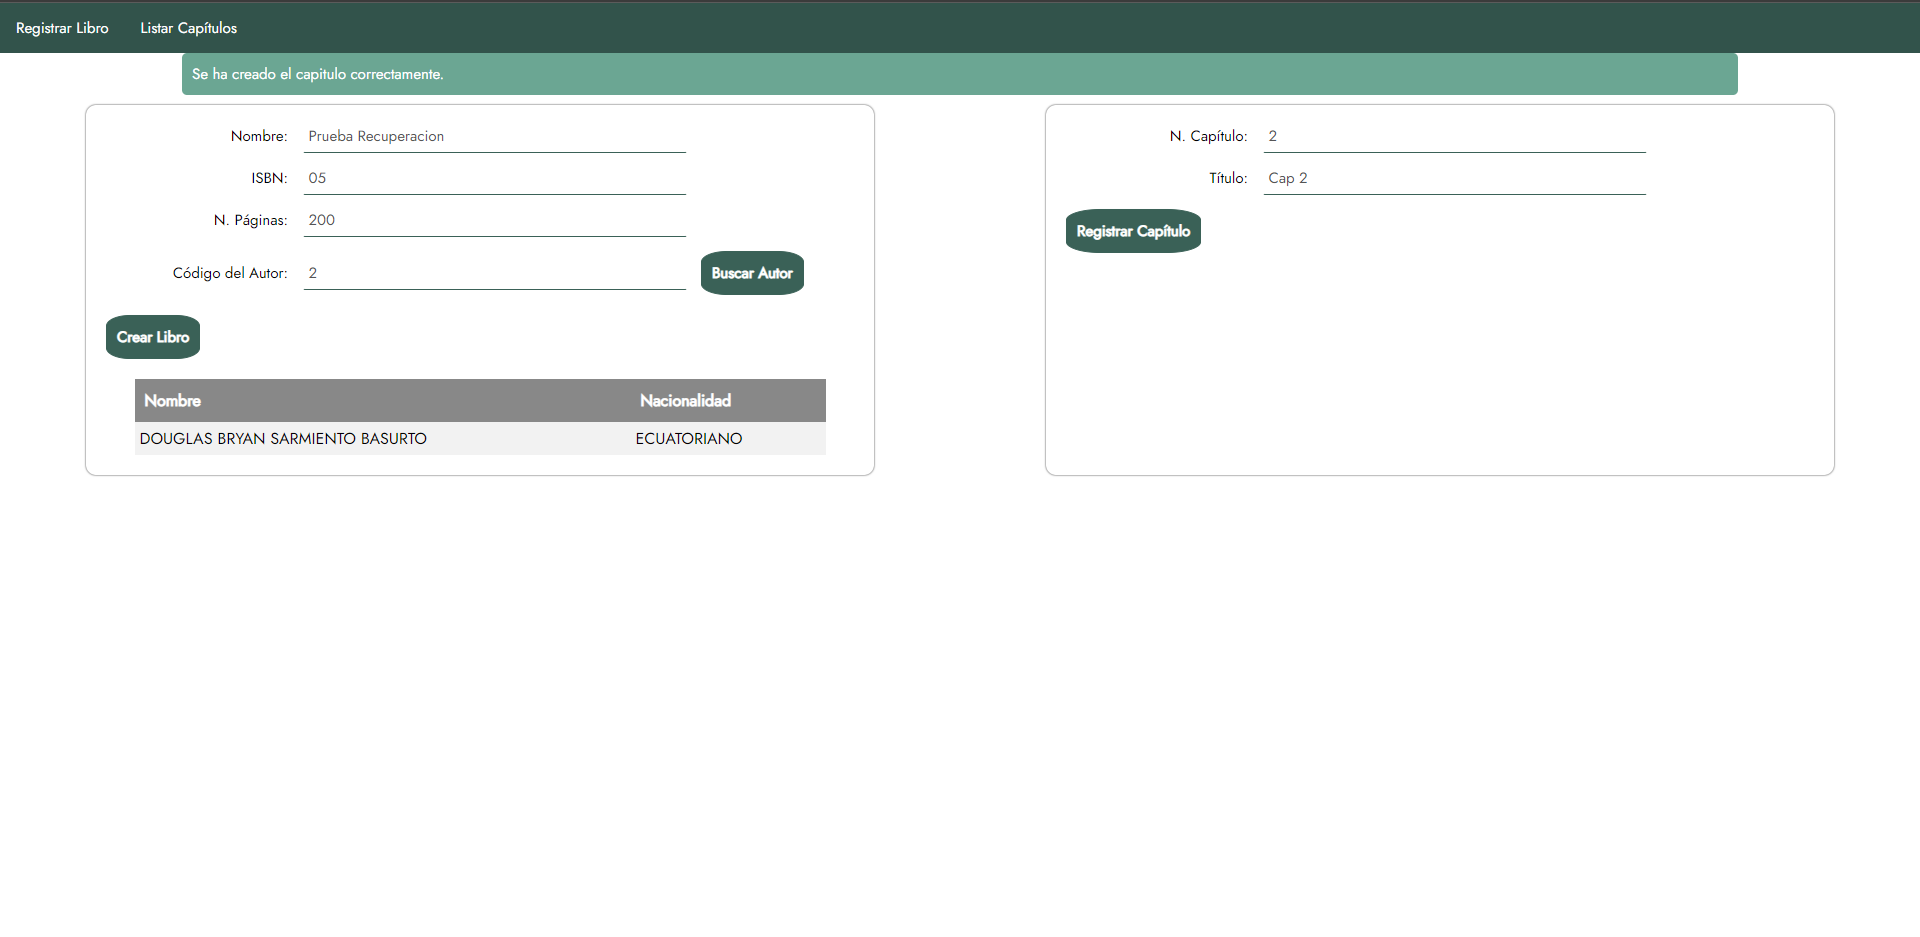 Registrar Libro Listar Capítulos
Se ha creado el capitulo correctamente.
Nombre: Prueba Recuperacion
ISBN: 05
N. Páginas: 200
Código del Autor: 2 Buscar Autor
Crear Libro
Nombre Nacionalidad
DOUGLAS BRYAN SARMIENTO BASURTO ECUATORIANO
N. Capítulo: 2
Título: Cap 2
Registrar Capítulo